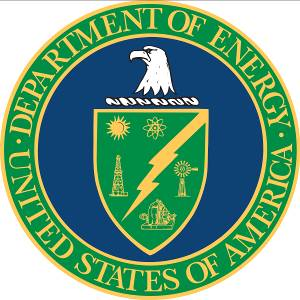 DEPARTMENT OF ENERGY
UNITED STATES OF AMERICA